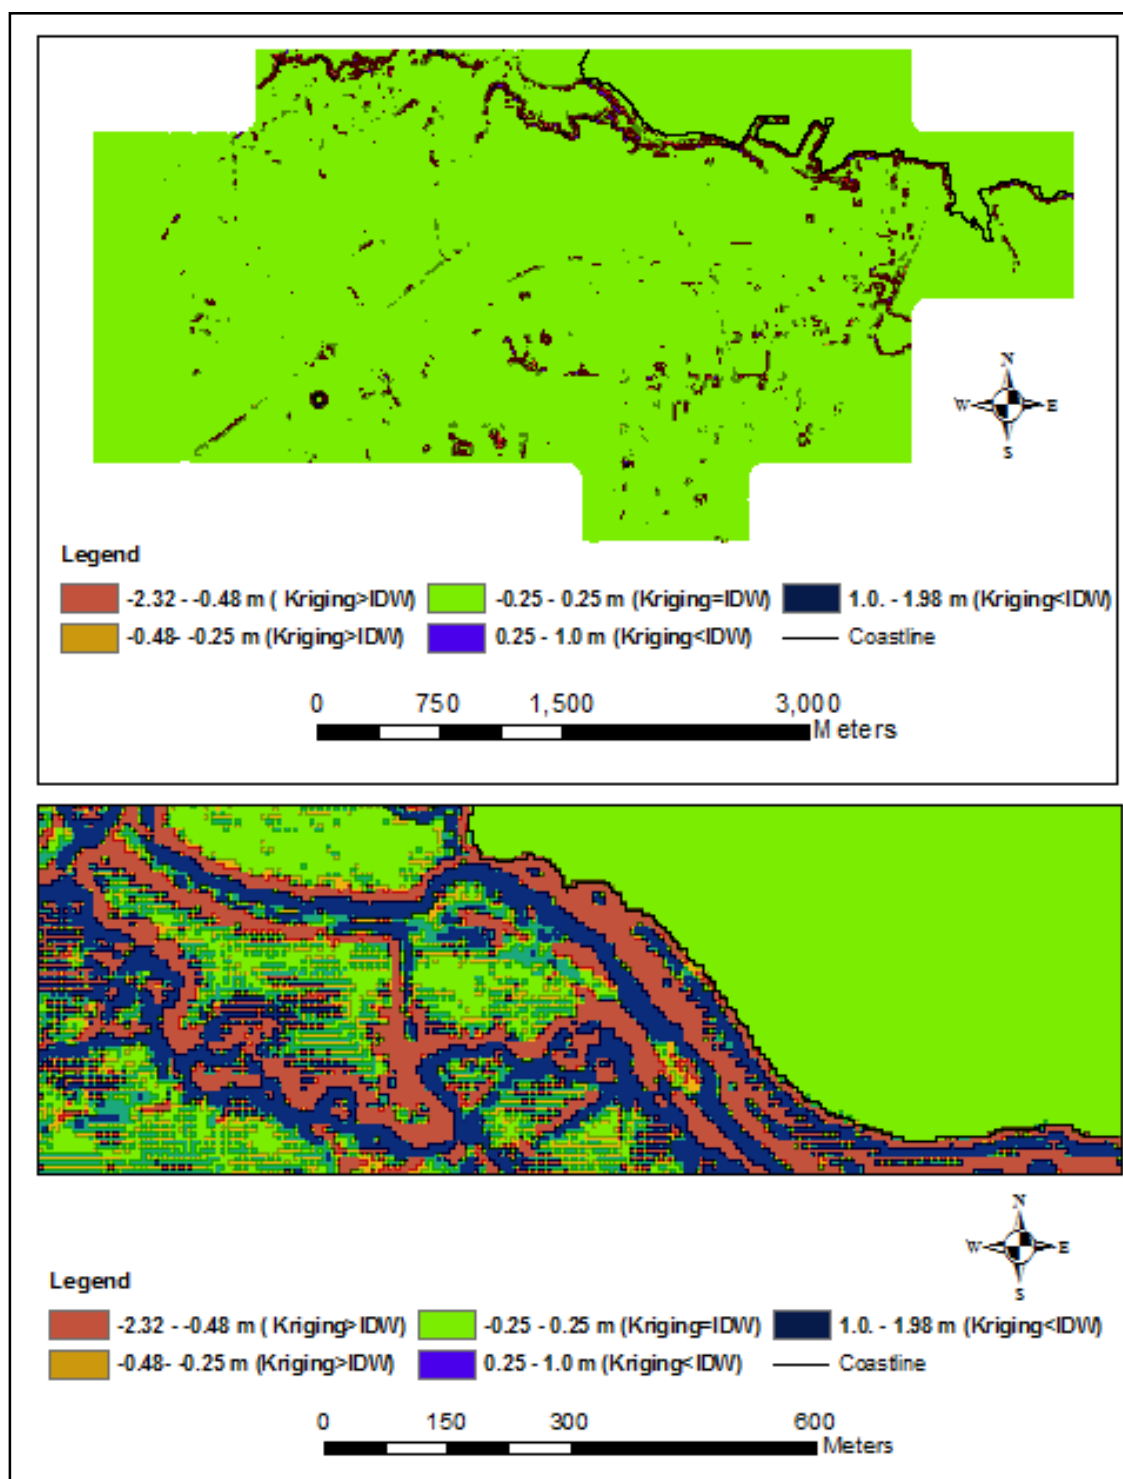 N
W E
S
Legend
-2.32 - -0.48 m ( Kriging>IDW)
-0.25 - 0.25 m (Kriging=IDW)
1.0. - 1.98 m (Kriging<IDW)
-0.48- -0.25 m (Kriging>IDW)
0.25 - 1.0 m (Kriging<IDW)
Coastline
0 750 1,500 3,000
Meters
N
W E
S
Legend
-2.32 - -0.48 m ( Kriging>IDW)
-0.25 - 0.25 m (Kriging=IDW)
1.0. - 1.98 m (Kriging<IDW)
-0.48- -0.25 m (Kriging>IDW)
0.25 - 1.0 m (Kriging<IDW)
Coastline
0 150 300 600
Meters